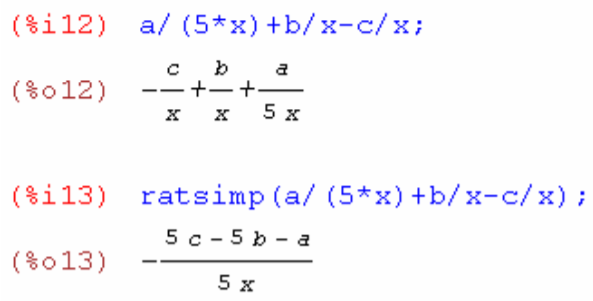 (%i12) a/(5*x)+b/x-c/x;
(%o12) -c/x+b/x+a/5 x
(%i13) ratsimp(a/(5*x)+b/x-c/x);
(%o13) -5 c-5 b-a/5 x